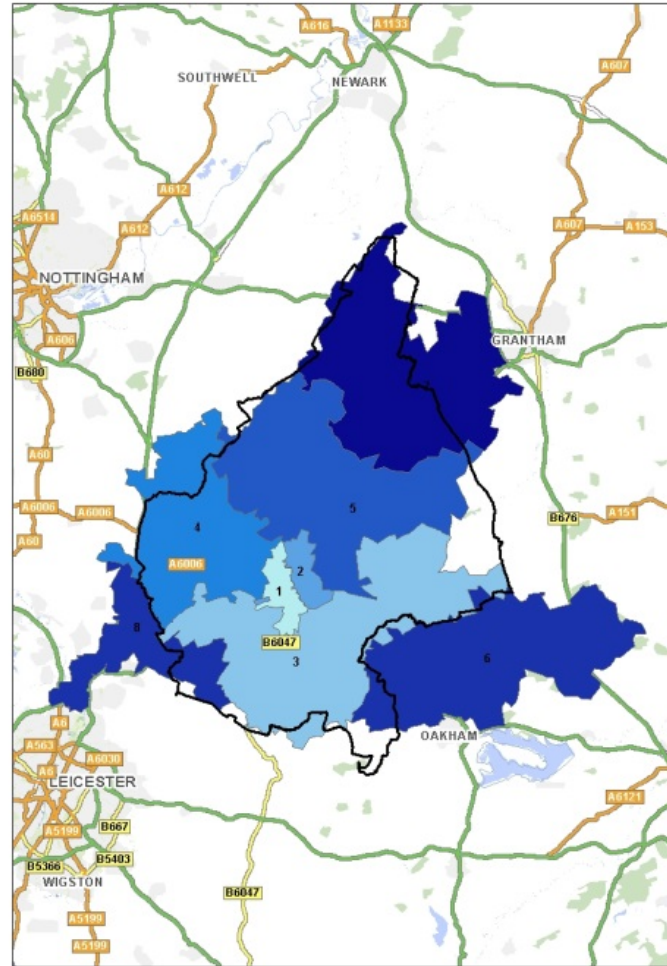 A616
A1133
A607
SOUTHWELL
NEWARK
A612
A6514
A612
A607
A153
NOTTINGHAM
A606
GRANTHAM
B680
A60
5
A6006
A6006
4
B676
A151
A60
A6006
2
1
8
B6047
3
6
A6
OAKHAM
A563
A6030
A6
LEICESTER
A6121
A5199
B667
B5366
B5403
WIGSTON
B6047
A5199
A5199